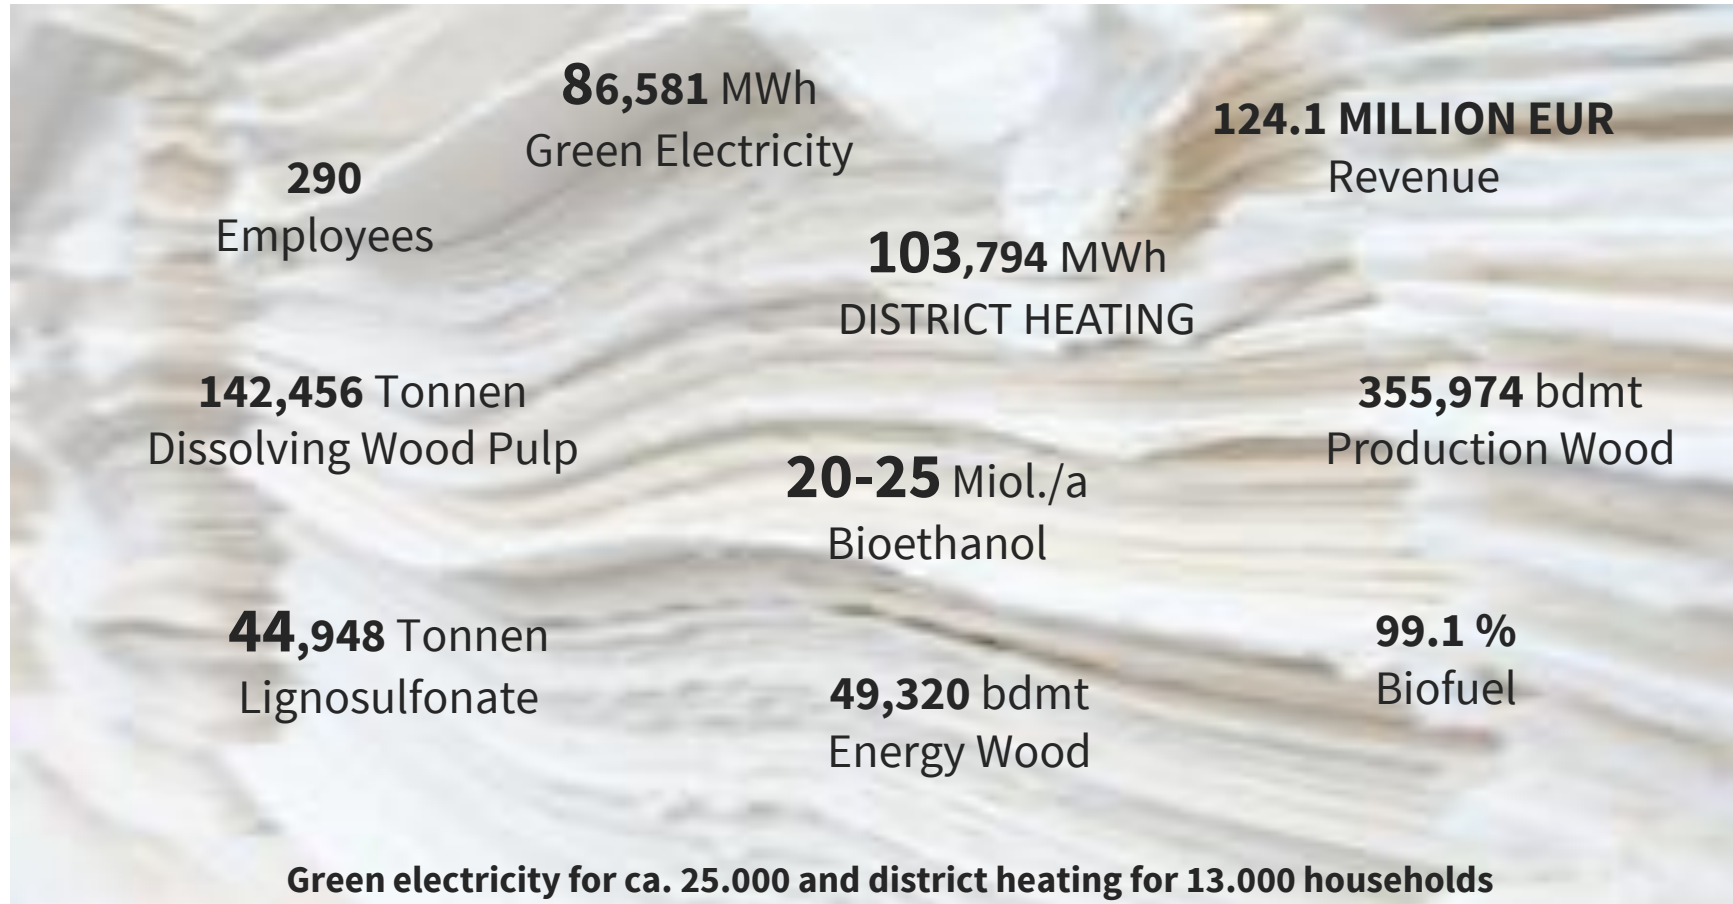 86,581 MWh
Green Electricity
124.1 MILLION EUR
Revenue
290
Employees
103,794 MWh
DISTRICT HEATING
142,456 Tonnen
Dissolving Wood Pulp
355,974 bdmt
Production Wood
20-25 Miol./a
Bioethanol
44,948 Tonnen
Lignosulfonate
99.1 %
Biofuel
49,320 bdmt
Energy Wood
Green electricity for ca. 25.000 and district heating for 13.000 households